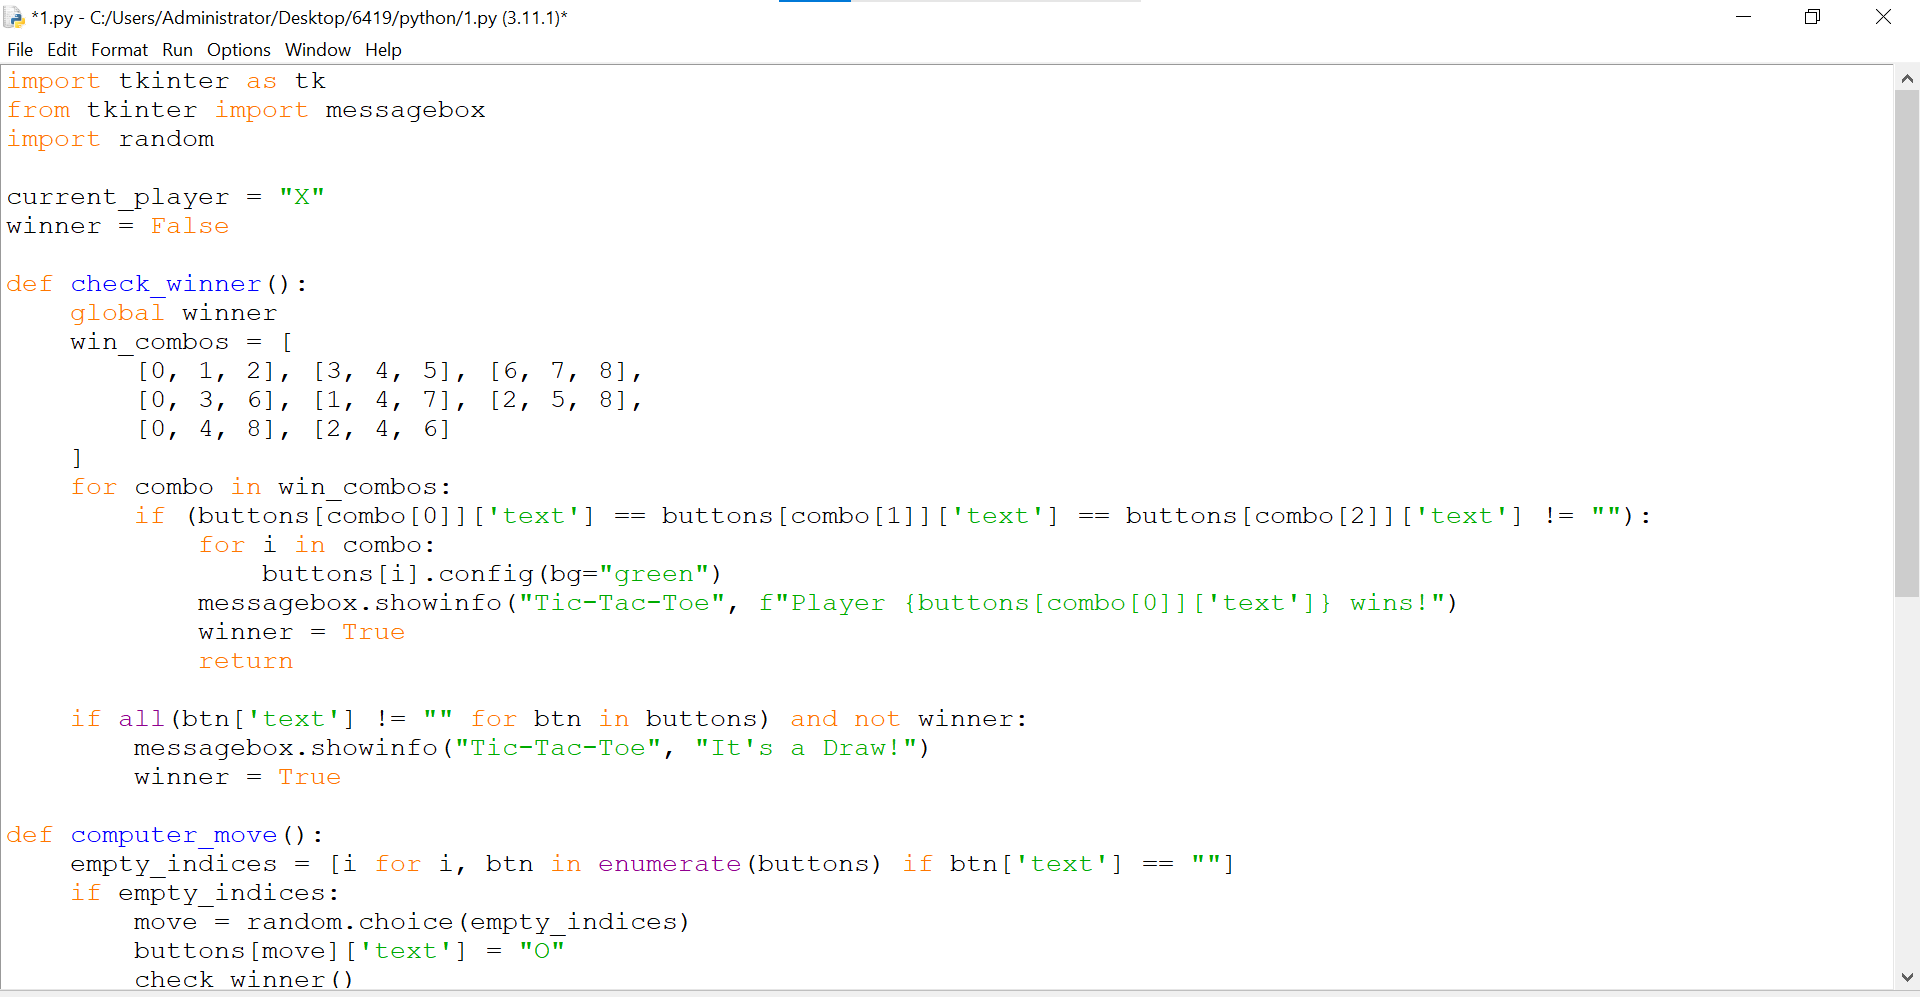 *1.py - C:/Users/Administrator/Desktop/6419/python/1.py (3.11.1)*
File Edit Format Run Options Window Help
import tkinter as tk
from tkinter import messagebox
import random

current_player = "X"
winner = False

def check_winner():
    global winner
    win_combos = [
        [0, 1, 2], [3, 4, 5], [6, 7, 8],
        [0, 3, 6], [1, 4, 7], [2, 5, 8],
        [0, 4, 8], [2, 4, 6]
    ]
    for combo in win_combos:
        if (buttons[combo[0]]['text'] == buttons[combo[1]]['text'] == buttons[combo[2]]['text'] != ""):
            for i in combo:
                buttons[i].config(bg="green")
            messagebox.showinfo("Tic-Tac-Toe", f"Player {buttons[combo[0]]['text']} wins!")
            winner = True
            return

    if all(btn['text'] != "" for btn in buttons) and not winner:
        messagebox.showinfo("Tic-Tac-Toe", "It's a Draw!")
        winner = True

def computer_move():
    empty_indices = [i for i, btn in enumerate(buttons) if btn['text'] == ""]
    if empty_indices:
        move = random.choice(empty_indices)
        buttons[move]['text'] = "O"
        check_winner()